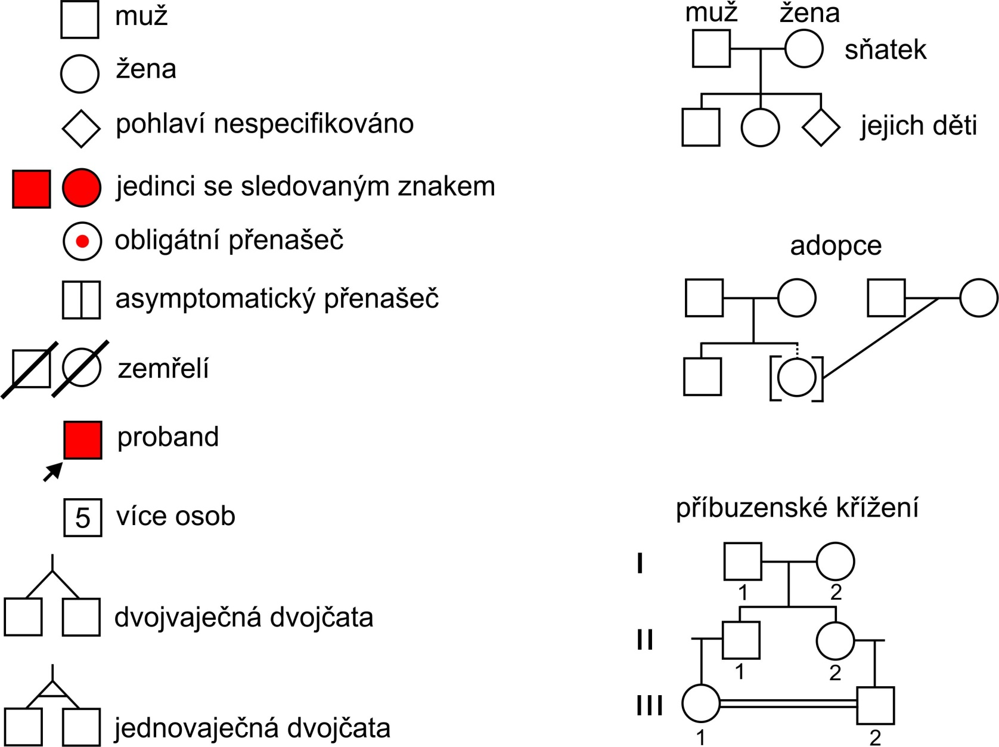 muž
žena
pohlaví nespecifikováno
jedinci se sledovaným znakem
obligátní přenašeč
asymptomatický přenašeč
zemřelí
proband
5 více osob
dvojvaječná dvojčata
jednovaječná dvojčata
muž žena
sňatek
jejich děti
adopce
příbuzenské křížení
I
1 2
II
1 2
III
1 2